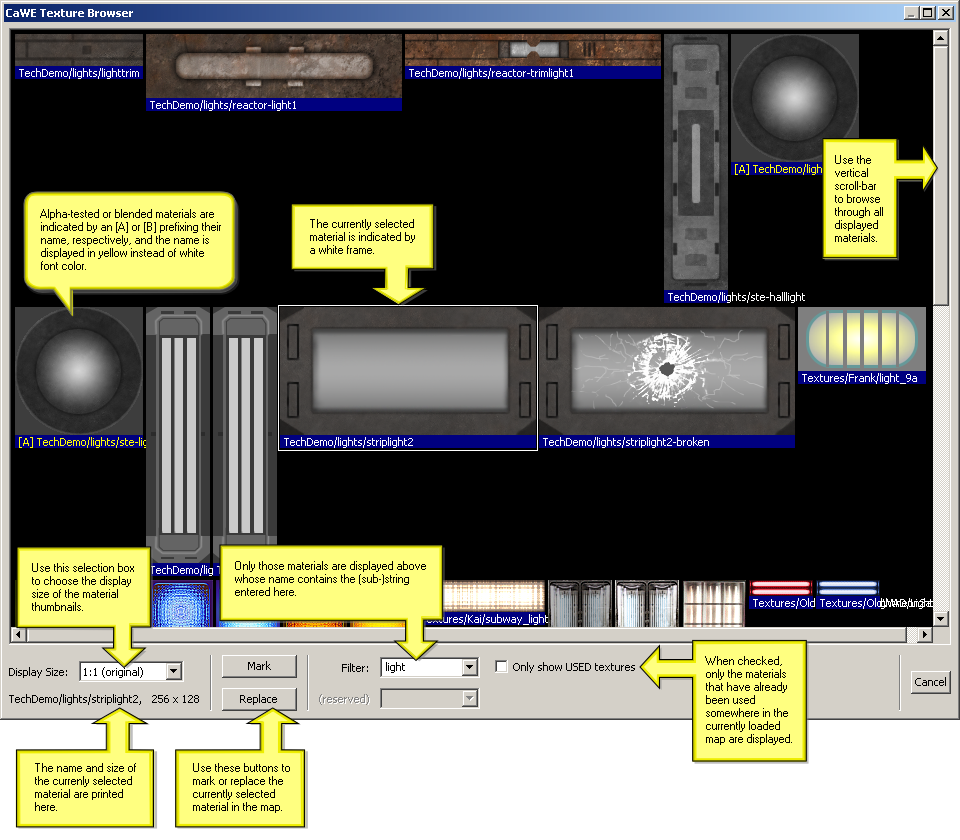 CaWE Texture Browser
TechDemo/lights/lighttrim
TechDemo/lights/reactor-light1
TechDemo/lights/reactor-trimlight1
TechDemo/lights/ste-halllight
[A] TechDemo/ligh
Use the
vertical
scroll-bar
to browse
through all
displayed
materials.
Alpha-tested or blended materials are
indicated by an [A] or [B] prefixing their
name, respectively, and the name is
displayed in yellow instead of white
font color.
The currently selected
material is indicated by
a white frame.
[A] TechDemo/lights/ste-lig
TechDemo/lig
TechDemo/lights/striplight2
TechDemo/lights/striplight2-broken
Textures/Frank/light_9a
Use this selection box
to choose the display
size of the material
thumbnails.
Only those materials are displayed above
whose name contains the (sub-)string
entered here.
extures/Kai/subway_light
Textures/Old
Textures/Old
Display Size:
1:1 (original)
Mark
Filter:
light
Only show USED textures
TechDemo/lights/striplight2, 256 x 128
Replace
(reserved)
Cancel
When checked,
only the materials
that have already
been used
somewhere in the
currently loaded
map are displayed.
The name and size of
the currenly selected
material are printed
here.
Use these buttons to
mark or replace the
currently selected
material in the map.